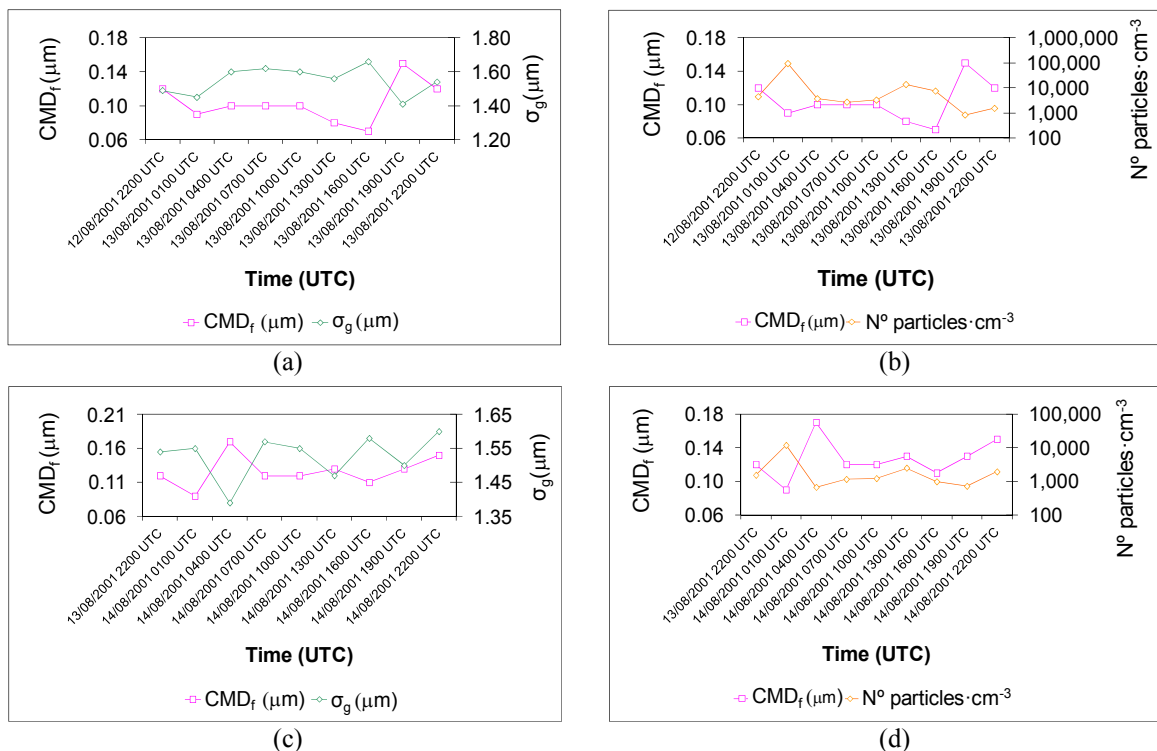 CMDf (μm)
0.18
0.14
0.10
0.06
1.80
1.60
1.40
1.20
σg (μm)
12/08/2001 2200 UTC
13/08/2001 0100 UTC
13/08/2001 0400 UTC
13/08/2001 0700 UTC
13/08/2001 1000 UTC
13/08/2001 1300 UTC
13/08/2001 1600 UTC
13/08/2001 1900 UTC
13/08/2001 2200 UTC
Time (UTC)
CMDf (μm) σg (μm)
(a)
CMDf (μm)
0.18
0.14
0.10
0.06
1,000,000
100,000
10,000
1,000
100
Nº particles·cm-3
12/08/2001 2200 UTC
13/08/2001 0100 UTC
13/08/2001 0400 UTC
13/08/2001 0700 UTC
13/08/2001 1000 UTC
13/08/2001 1300 UTC
13/08/2001 1600 UTC
13/08/2001 1900 UTC
13/08/2001 2200 UTC
Time (UTC)
CMDf (μm) Nº particles·cm-3
(b)
CMDf (μm)
0.21
0.16
0.11
0.06
1.65
1.55
1.45
1.35
σg (μm)
13/08/2001 2200 UTC
14/08/2001 0100 UTC
14/08/2001 0400 UTC
14/08/2001 0700 UTC
14/08/2001 1000 UTC
14/08/2001 1300 UTC
14/08/2001 1600 UTC
14/08/2001 1900 UTC
14/08/2001 2200 UTC
Time (UTC)
CMDf (μm) σg (μm)
(c)
CMDf (μm)
0.18
0.14
0.10
0.06
100,000
10,000
1,000
100
Nº particles·cm-3
13/08/2001 2200 UTC
14/08/2001 0100 UTC
14/08/2001 0400 UTC
14/08/2001 0700 UTC
14/08/2001 1000 UTC
14/08/2001 1300 UTC
14/08/2001 1600 UTC
14/08/2001 1900 UTC
14/08/2001 2200 UTC
Time (UTC)
CMDf (μm) Nº particles·cm-3
(d)